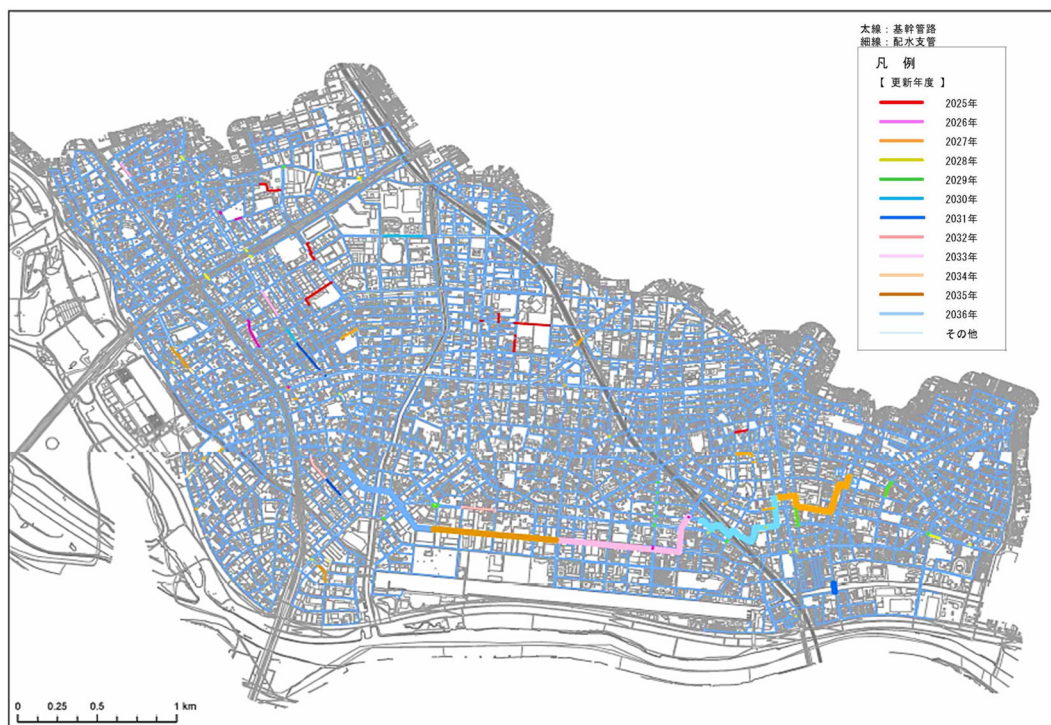 太線：基幹管路
細線：配水支管
凡 例
【 更新年度 】
2025年
2026年
2027年
2028年
2029年
2030年
2031年
2032年
2033年
2034年
2035年
2036年
その他
0 0.25 0.5 1 km